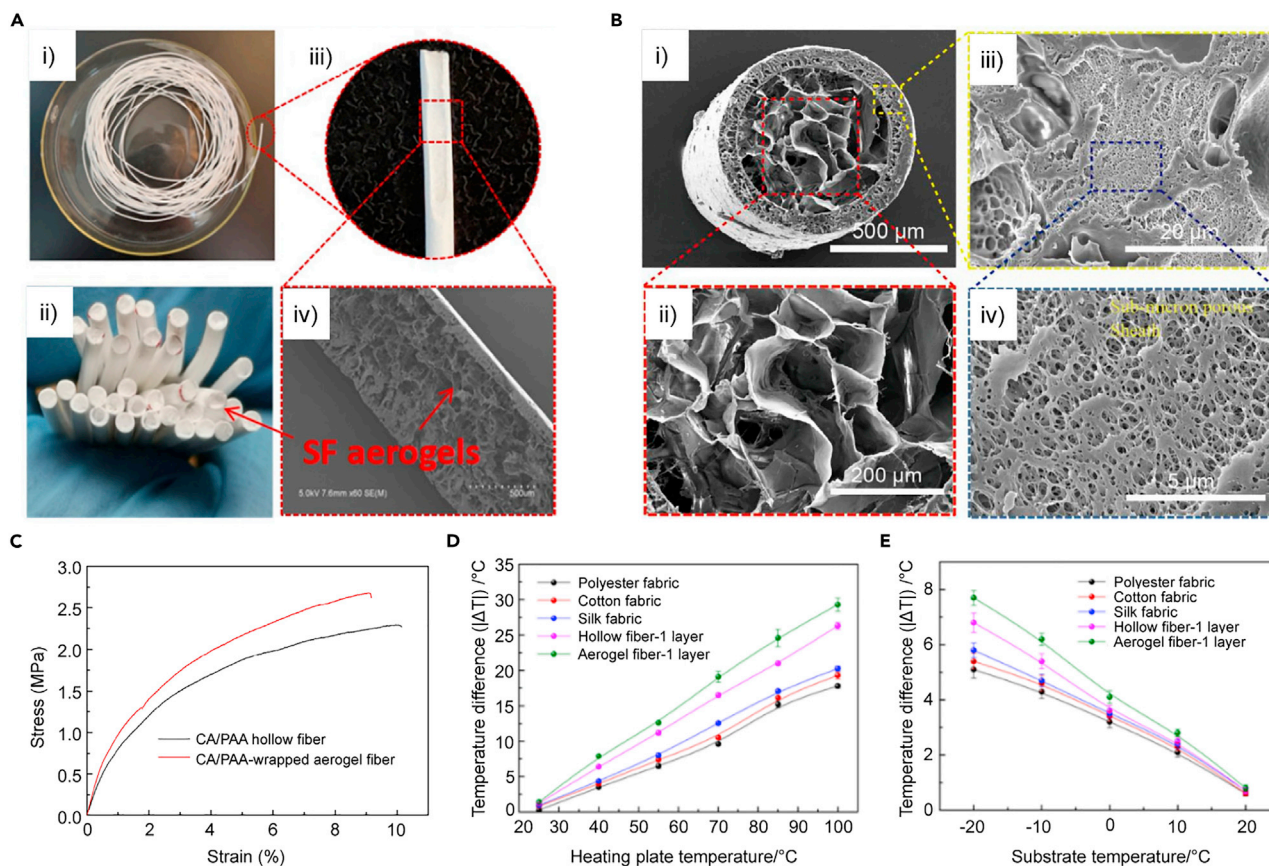 A
B
i)
iii)
i)
iii)
500 μm
20 μm
ii)
iv)
ii)
iv)
Sub-micron porous
Sheath
SF aerogels
200 μm
5 μm
5.0kV 7.6mm x60 SE(M)
500um
C
D
E
3.0
2.5
2.0
1.5
1.0
0.5
0.0
Stress (MPa)
CA/PAA hollow fiber
CA/PAA-wrapped aerogel fiber
0 2 4 6 8 10
Strain (%)
35
30
25
20
15
10
5
0
Temperature difference (|ΔT|) /°C
Polyester fabric
Cotton fabric
Silk fabric
Hollow fiber-1 layer
Aerogel fiber-1 layer
20 30 40 50 60 70 80 90 100
Heating plate temperature/°C
8
6
4
2
0
Temperature difference (|ΔT|) /°C
Polyester fabric
Cotton fabric
Silk fabric
Hollow fiber-1 layer
Aerogel fiber-1 layer
-20 -10 0 10 20
Substrate temperature/°C